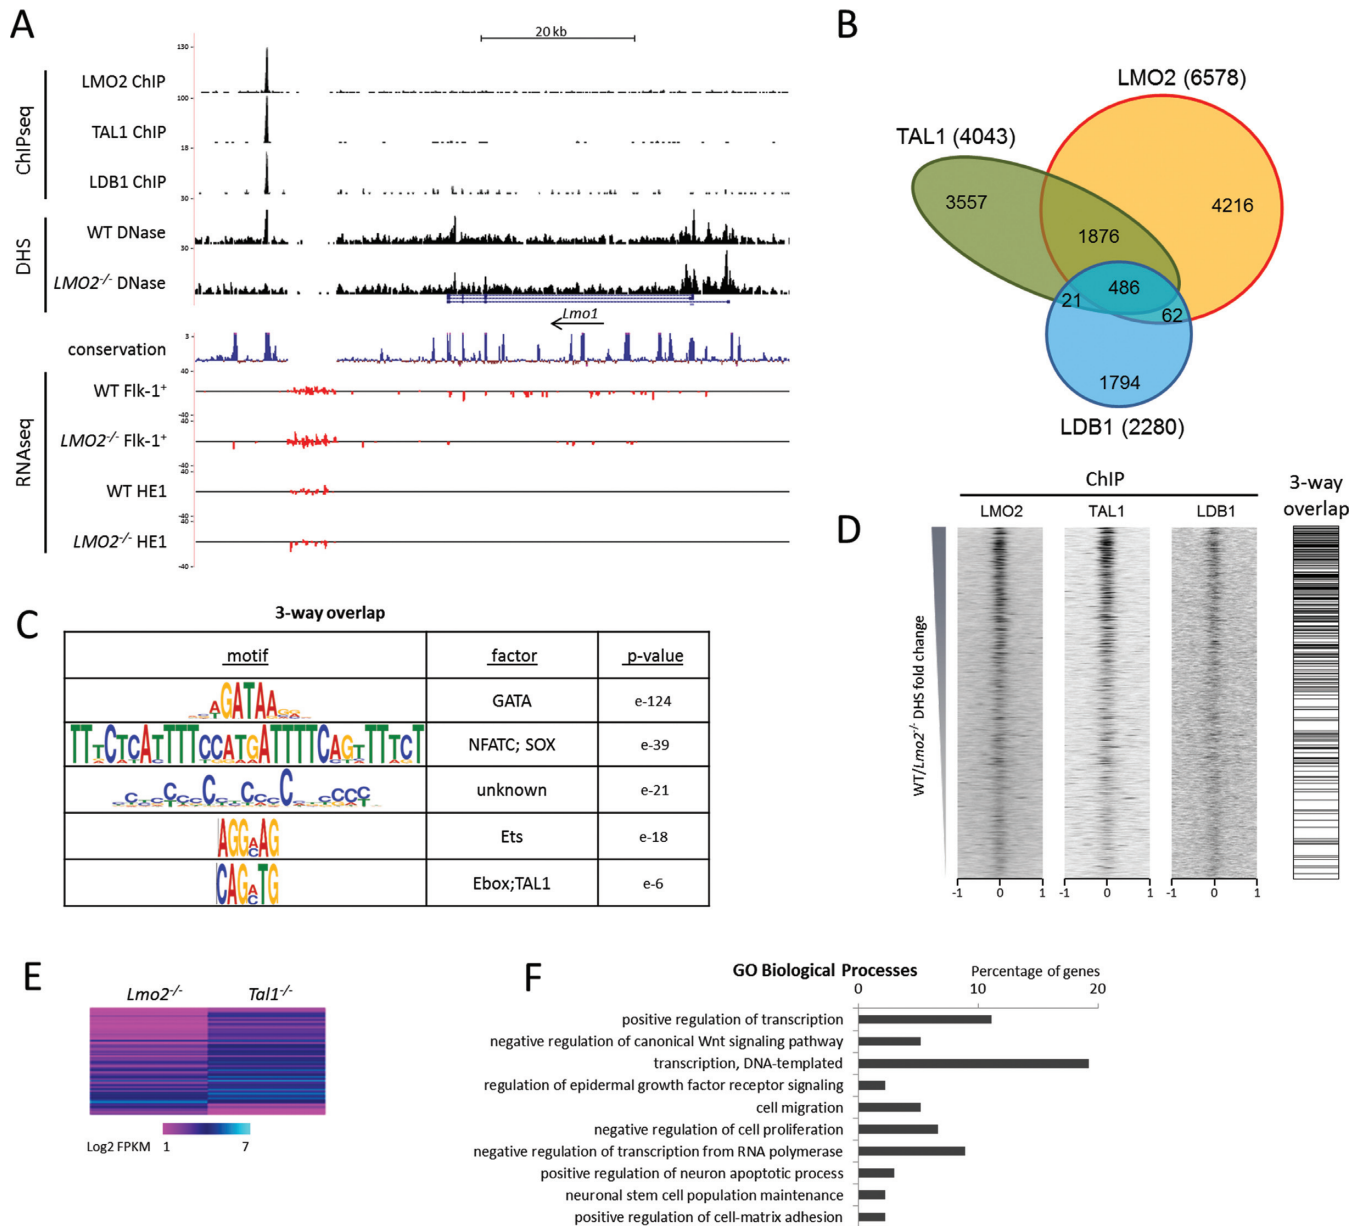 A
20 kb
150
LMO2 ChIP
100
TAL1 ChIP
18
LDB1 ChIP
ChIPseq
30
WT DNase
30
LMO2-/- DNase
DHS
Lmo1
3
conservation
40
WT Flk-1+
-40
40
LMO2-/- Flk-1+
-40
40
WT HE1
-40
40
LMO2-/- HE1
-40
RNAseq
B
LMO2 (6578)
TAL1 (4043)
3557
4216
1876
486
21
62
1794
LDB1 (2280)
C
3-way overlap
motif factor p-value
GATAA GATA e-124
NFATC; SOX e-39
unknown e-21
Ets e-18
Ebox;TAL1 e-6
D
ChIP
LMO2 TAL1 LDB1
3-way
overlap
WT/Lmo2-/- DHS fold change
-1 0 1 -1 0 1 -1 0 1
E
Lmo2-/- Tal1-/-
Log2 FPKM 1 7
F
GO Biological Processes Percentage of genes
0 10 20
positive regulation of transcription
negative regulation of canonical Wnt signaling pathway
transcription, DNA-templated
regulation of epidermal growth factor receptor signaling
cell migration
negative regulation of cell proliferation
negative regulation of transcription from RNA polymerase
positive regulation of neuron apoptotic process
neuronal stem cell population maintenance
positive regulation of cell-matrix adhesion